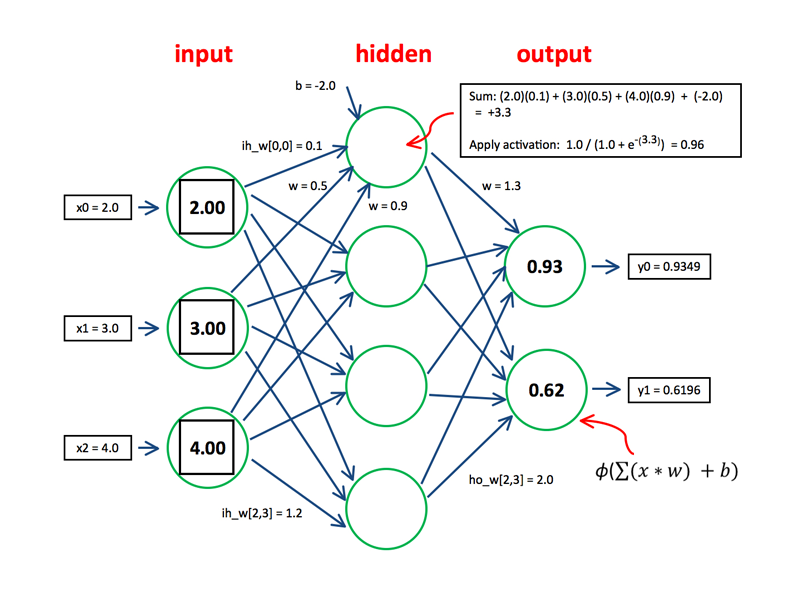 input
hidden
output
b = -2.0
Sum: (2.0)(0.1) + (3.0)(0.5) + (4.0)(0.9) + (-2.0)
= +3.3
Apply activation: 1.0 / (1.0 + e^-(3.3)) = 0.96
ih_w[0,0] = 0.1
w = 0.5
w = 1.3
w = 0.9
x0 = 2.0
2.00
0.93
y0 = 0.9349
x1 = 3.0
3.00
0.62
y1 = 0.6196
x2 = 4.0
4.00
ϕ(∑(x ∗ w) + b)
ho_w[2,3] = 2.0
ih_w[2,3] = 1.2